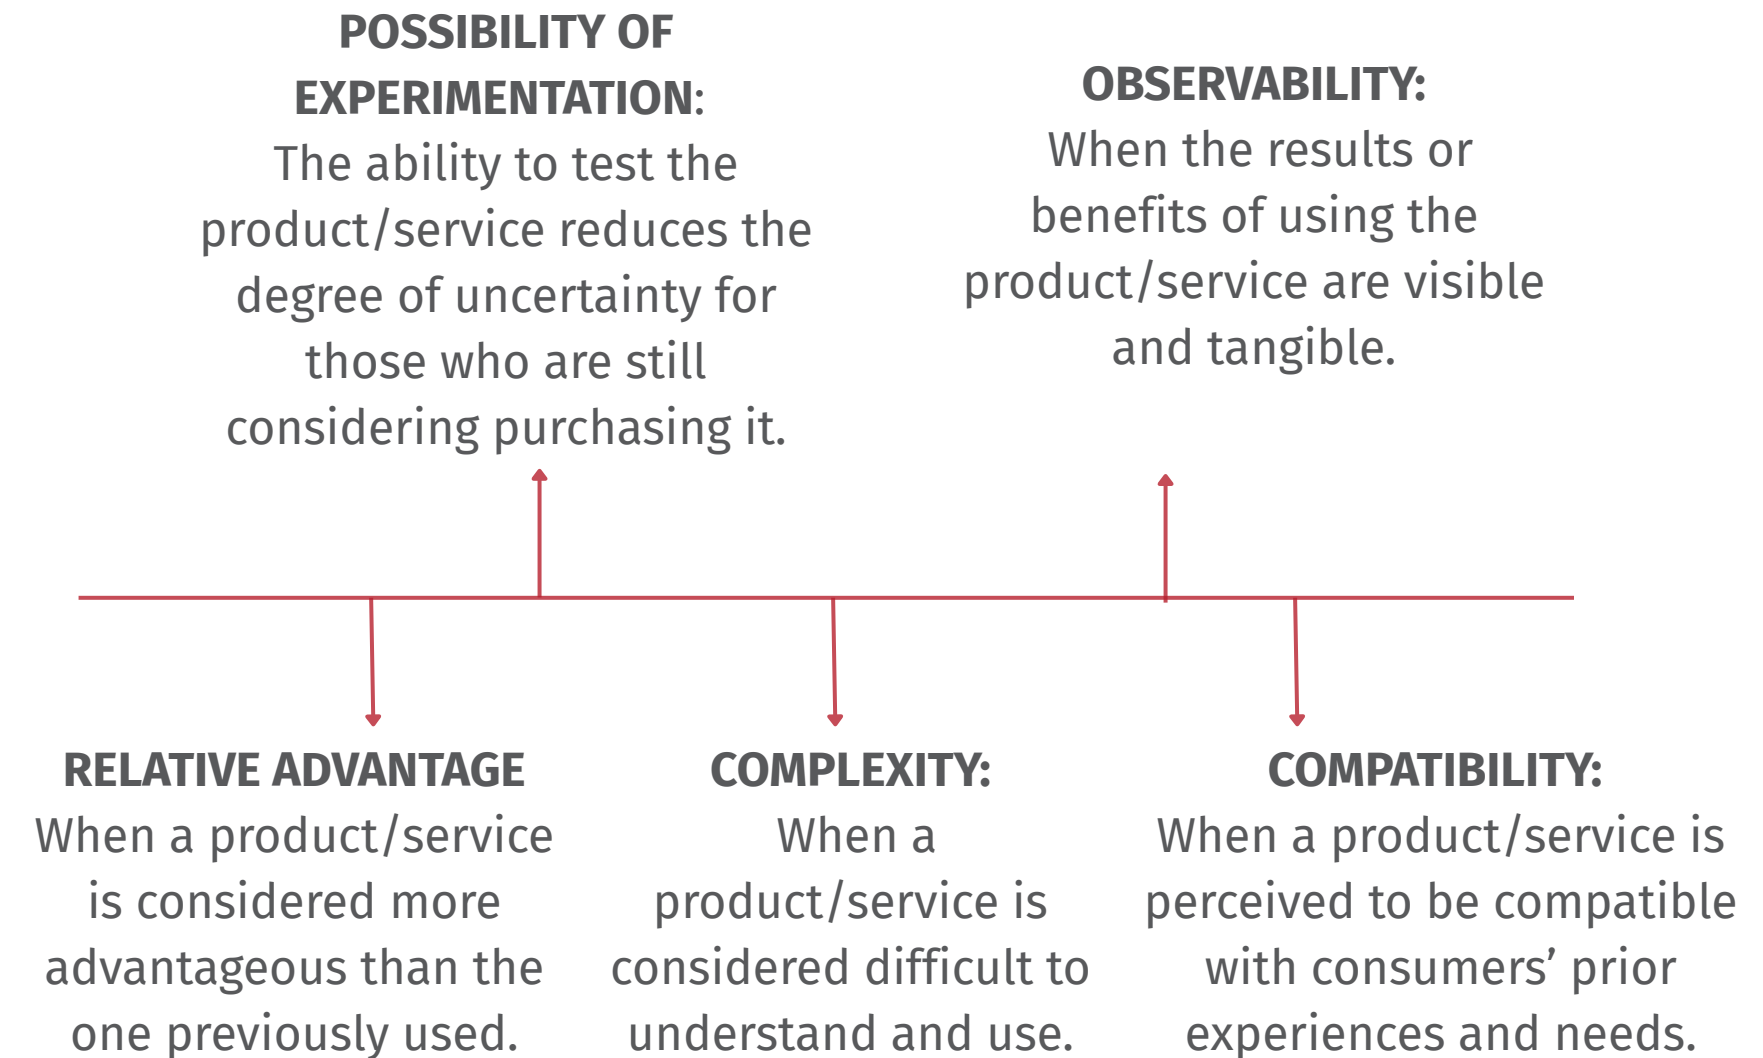 POSSIBILITY OF
EXPERIMENTATION:
The ability to test the
product/service reduces the
degree of uncertainty for
those who are still
considering purchasing it.
OBSERVABILITY:
When the results or
benefits of using the
product/service are visible
and tangible.
RELATIVE ADVANTAGE
When a product/service
is considered more
advantageous than the
one previously used.
COMPLEXITY:
When a
product/service is
considered difficult to
understand and use.
COMPATIBILITY:
When a product/service is
perceived to be compatible
with consumers’ prior
experiences and needs.